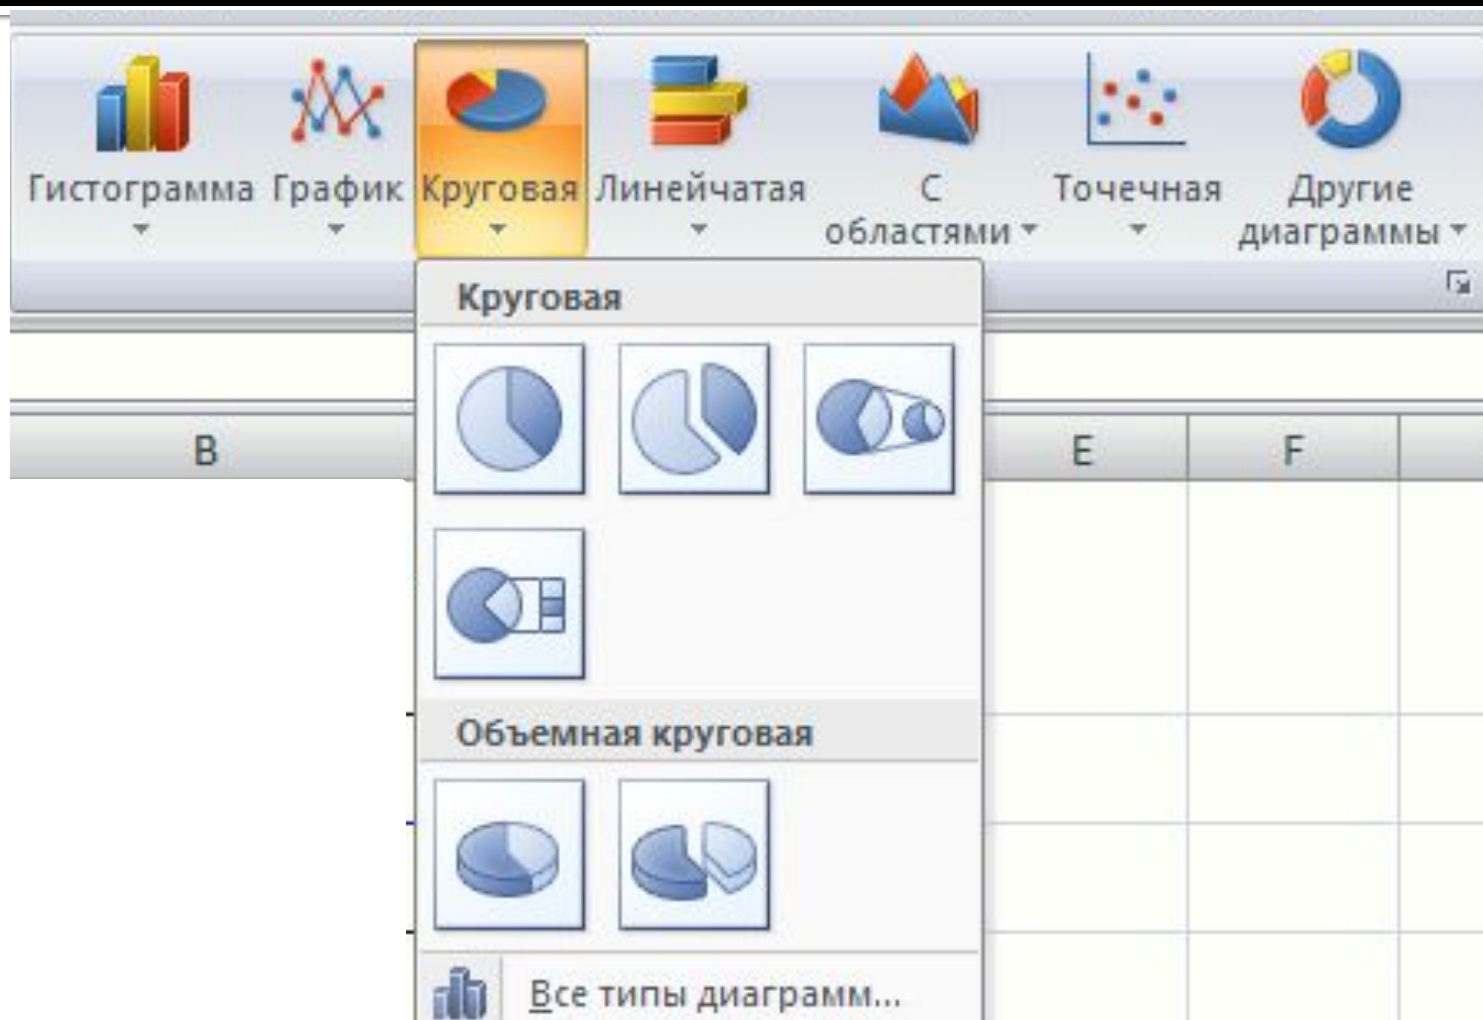 Гистограмма График Круговая Линейчатая С областями Точечная Другие диаграммы
Круговая
B E F
Объемная круговая
Все типы диаграмм...